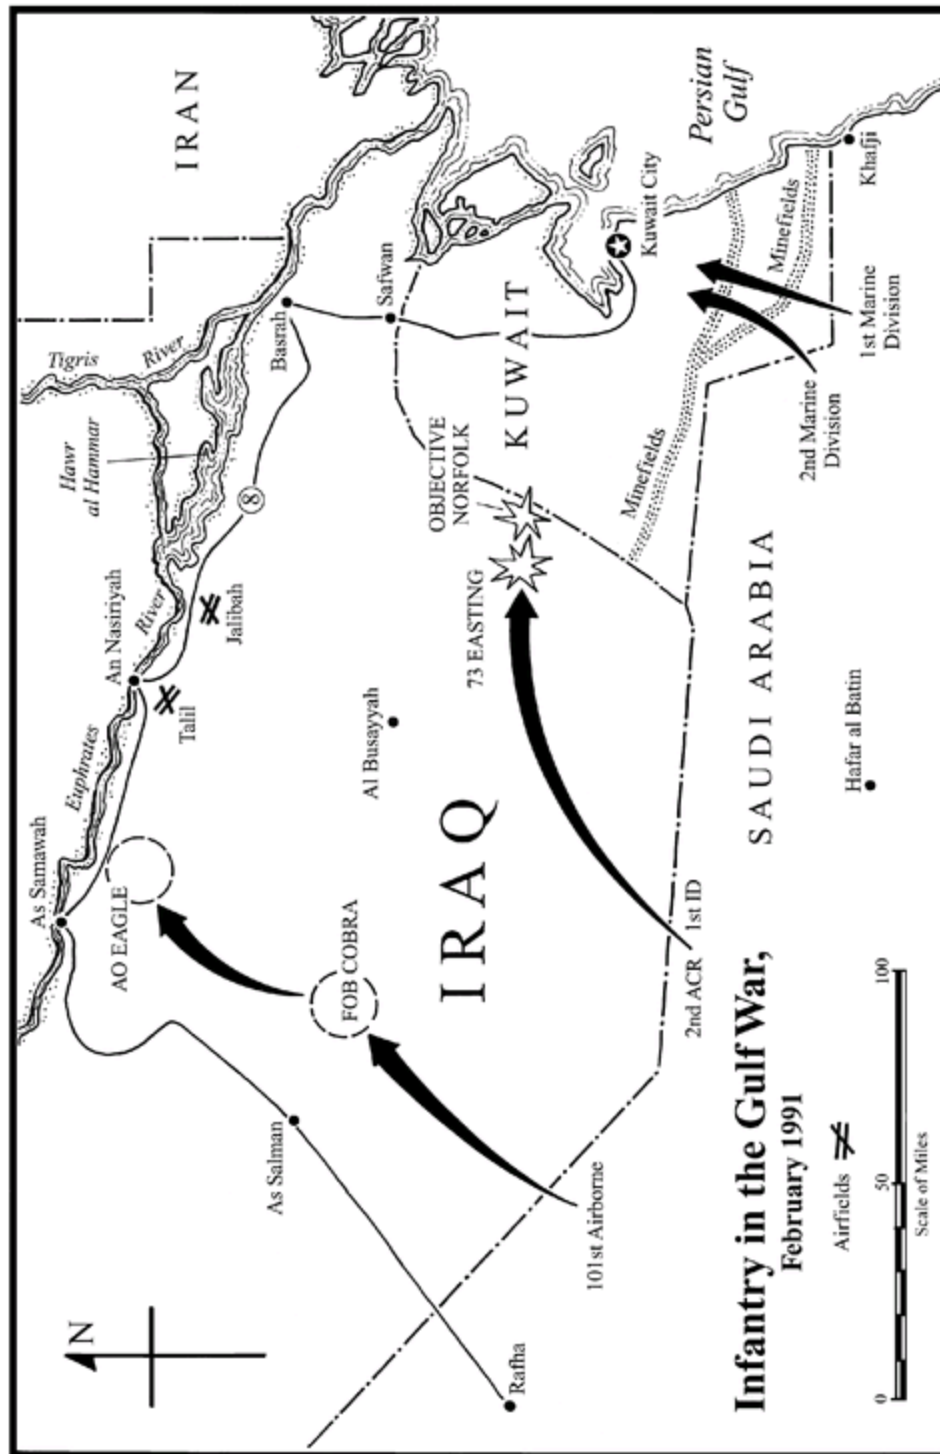 N
IRAN
Tigris
River
Hawr
al Hammar
An Nasiriyah
River
As Samawah
Euphrates
AO EAGLE
Talil
Jalibah
8
Basrah
Safwan
As Salman
FOB COBRA
Al Busayyah
IRAQ
73 EASTING
OBJECTIVE
NORFOLK
KUWAIT
Kuwait City
Persian
Gulf
Rafha
101st Airborne
2nd ACR
1st ID
Minefields
Minefields
SAUDI ARABIA
2nd Marine
Division
1st Marine
Division
Khafji
Hafar al Batin
Infantry in the Gulf War,
February 1991
Airfields
0
50
100
Scale of Miles